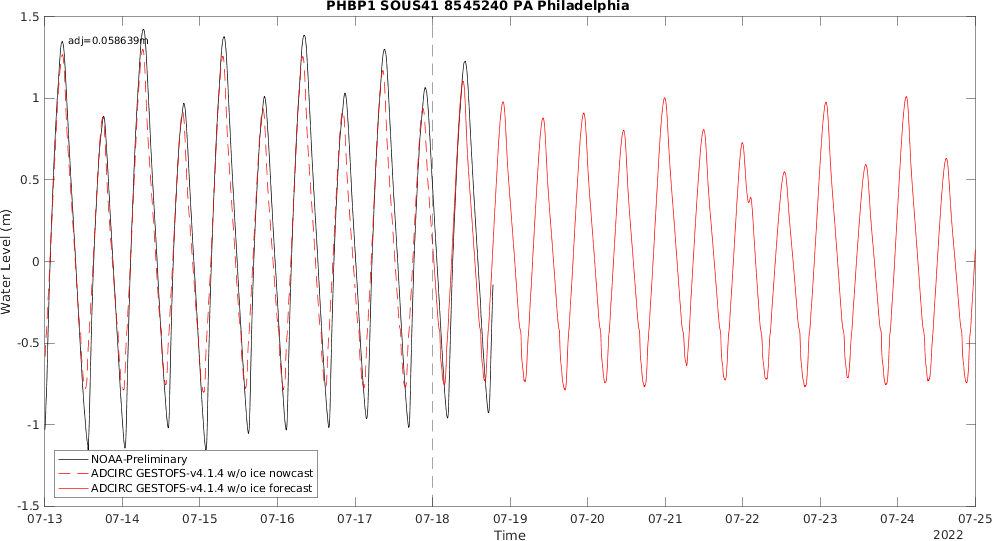 PHBP1 SOUS41 8545240 PA Philadelphia
adj=0.058639m
1.5
1
0.5
0
-0.5
-1
-1.5
Water Level (m)
NOAA-Preliminary
ADCIRC GESTOFS-v4.1.4 w/o ice nowcast
ADCIRC GESTOFS-v4.1.4 w/o ice forecast
07-13 07-14 07-15 07-16 07-17 07-18 07-19 07-20 07-21 07-22 07-23 07-24 07-25
Time
2022